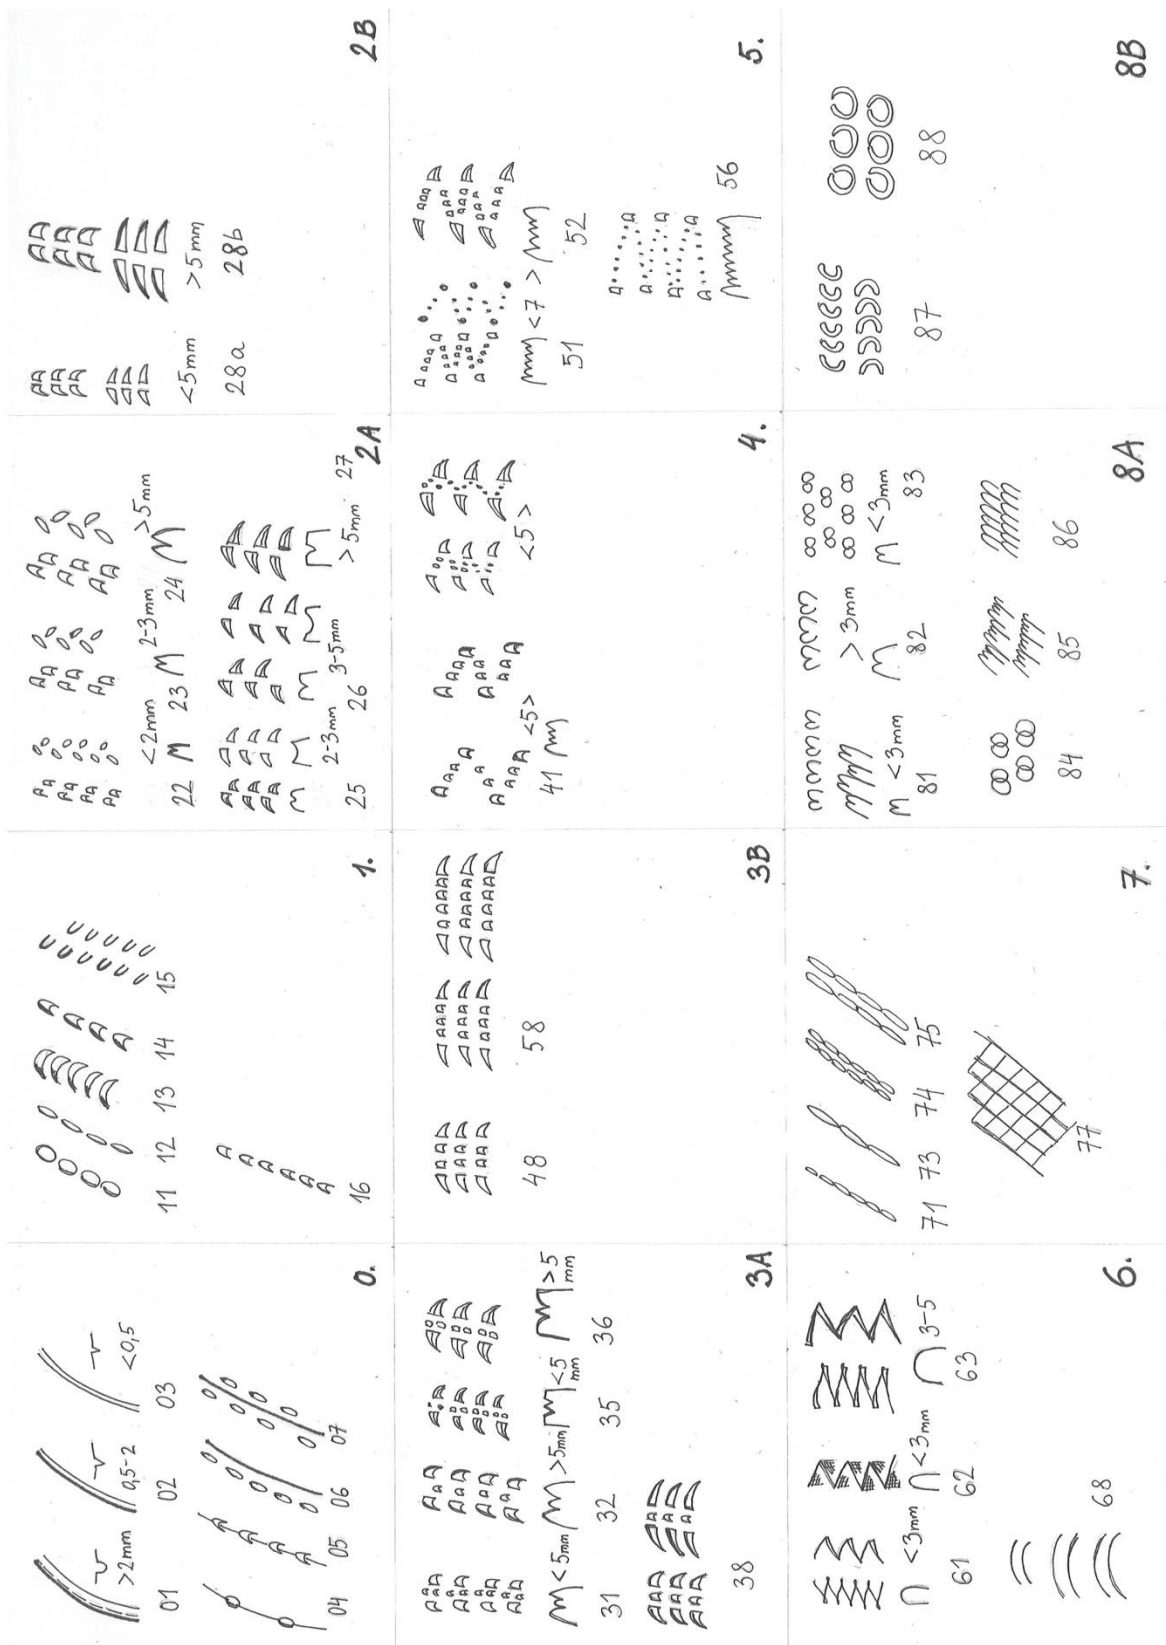 >2mm 0,5-2 <0,5
01 02 03
04 05 06 07
0.
11 12 13 14 15
16
1.
<2mm 2-3mm >5mm
22 23 24
2-3mm 3-5mm >5mm
25 26 27
2A
<5mm >5mm
28a 28b
2B
<5mm >5mm <5 mm >5 mm
31 32 35 36
38
3A
48 58
3B
<5> <5>
41
4.
<7>
51 52
56
5.
<3mm <3mm 3-5
61 62 63
68
6.
71 73 74 75
77
7.
<3mm >3mm <3mm
81 82 83
84 85 86
8A
87 88
8B